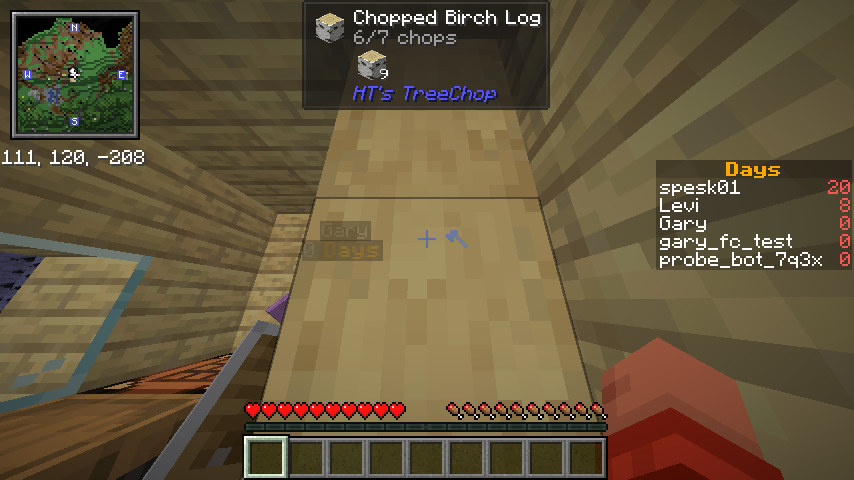 Chopped Birch Log
6/7 chops
9
HT's TreeChop
N
W
E
S
111, 120, -208
Days
spesk01 20
Levi 8
Gary 0
gary_fc_test 0
probe_bot_7q3x 0
Gary
0 Days